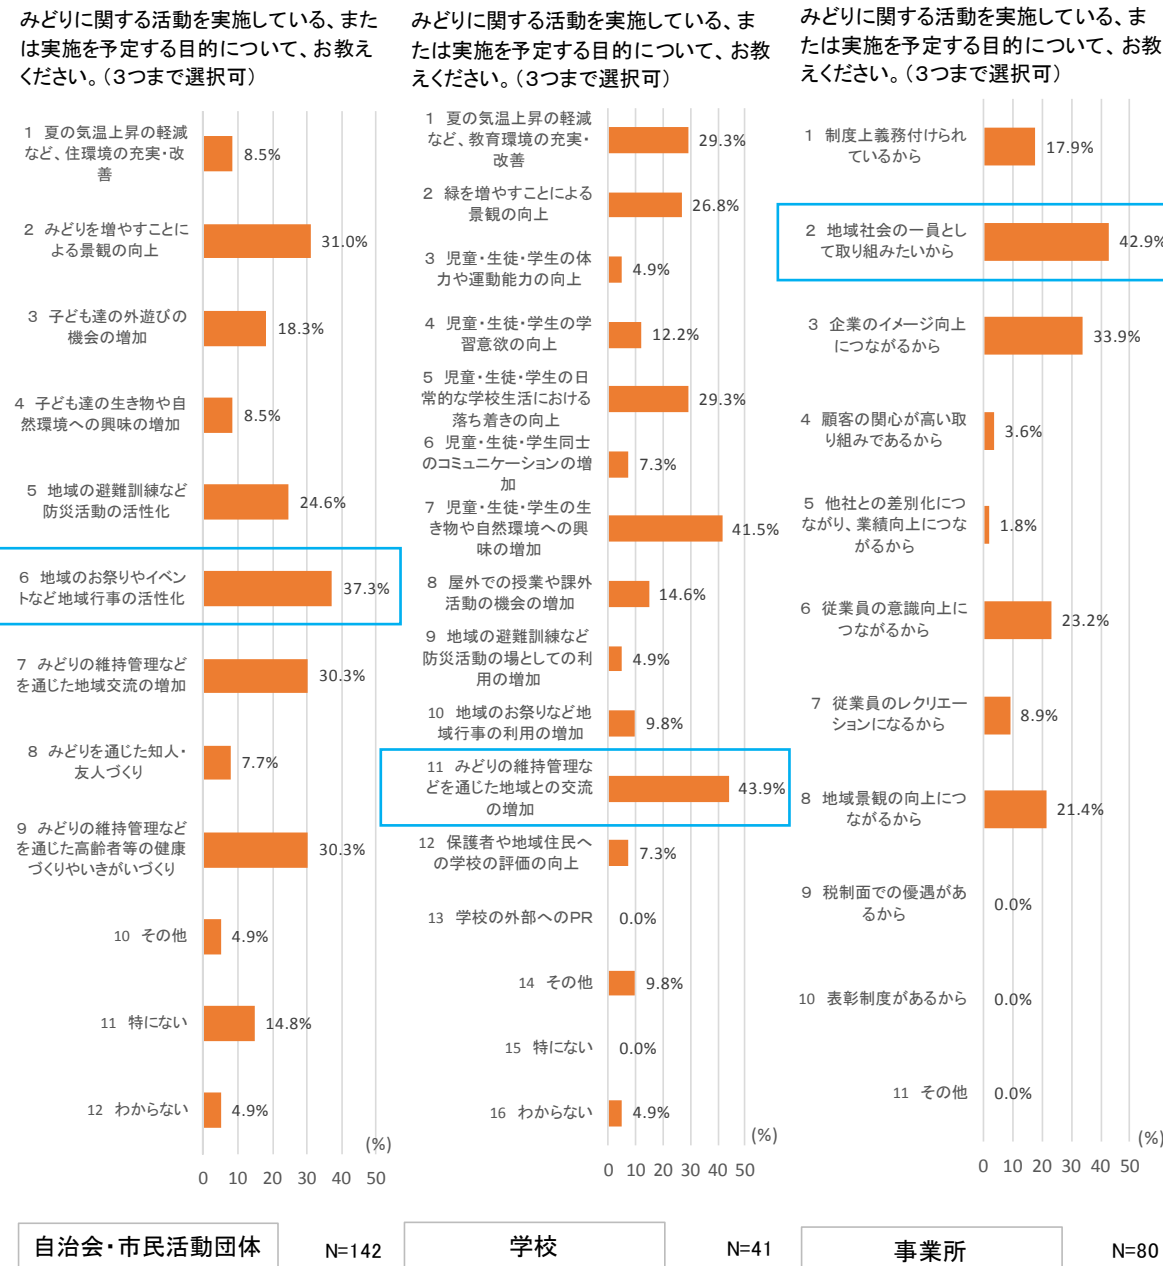 みどりに関する活動を実施している、また
は実施を予定する目的について、お教え
ください。（３つまで選択可）
1 夏の気温上昇の軽減
など、住環境の充実・改
善
8.5%
2 みどりを増やすことに
よる景観の向上
31.0%
3 子ども達の外遊びの
機会の増加
18.3%
4 子ども達の生き物や自
然環境への興味の増加
8.5%
5 地域の避難訓練など
防災活動の活性化
24.6%
6 地域のお祭りやイベン
トなど地域行事の活性化
37.3%
7 みどりの維持管理など
を通じた地域交流の増加
30.3%
8 みどりを通じた知人・
友人づくり
7.7%
9 みどりの維持管理など
を通じた高齢者等の健康
づくりやいきがいづくり
30.3%
10 その他
4.9%
11 特にない
14.8%
12 わからない
4.9%
(%)
0 10 20 30 40 50
自治会・市民活動団体
N=142
みどりに関する活動を実施している、ま
たは実施を予定する目的について、お教
えください。（３つまで選択可）
1 夏の気温上昇の軽減
など、教育環境の充実・
改善
29.3%
2 緑を増やすことによる
景観の向上
26.8%
3 児童・生徒・学生の体
力や運動能力の向上
4.9%
4 児童・生徒・学生の学
習意欲の向上
12.2%
5 児童・生徒・学生の日
常的な学校生活における
落ち着きの向上
29.3%
6 児童・生徒・学生同士
のコミュニケーションの増
加
7.3%
7 児童・生徒・学生の生
き物や自然環境への興
味の増加
41.5%
8 屋外での授業や課外
活動の機会の増加
14.6%
9 地域の避難訓練など
防災活動の場としての利
用の増加
4.9%
10 地域のお祭りなど地
域行事の利用の増加
9.8%
11 みどりの維持管理な
どを通じた地域との交流
の増加
43.9%
12 保護者や地域住民へ
の学校の評価の向上
7.3%
13 学校の外部へのPR
0.0%
14 その他
9.8%
15 特にない
0.0%
16 わからない
4.9%
(%)
0 10 20 30 40 50
学校
N=41
みどりに関する活動を実施している、ま
たは実施を予定する目的について、お教
えください。（３つまで選択可）
1 制度上義務付けられ
ているから
17.9%
2 地域社会の一員とし
て取り組みたいから
42.9%
3 企業のイメージ向上
につながるから
33.9%
4 顧客の関心が高い取
り組みであるから
3.6%
5 他社との差別化につ
ながり、業績向上につな
がるから
1.8%
6 従業員の意識向上に
つながるから
23.2%
7 従業員のレクリエー
ションになるから
8.9%
8 地域景観の向上につ
ながるから
21.4%
9 税制面での優遇があ
るから
0.0%
10 表彰制度があるから
0.0%
11 その他
0.0%
(%)
0 10 20 30 40 50
事業所
N=80